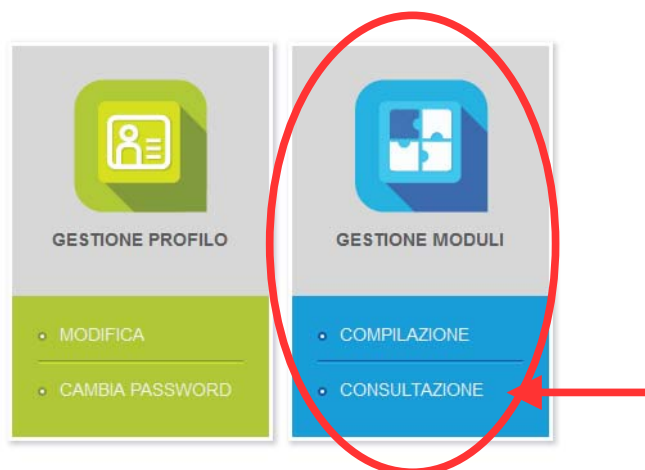 GESTIONE PROFILO
MODIFICA
CAMBIA PASSWORD
GESTIONE MODULI
COMPILAZIONE
CONSULTAZIONE